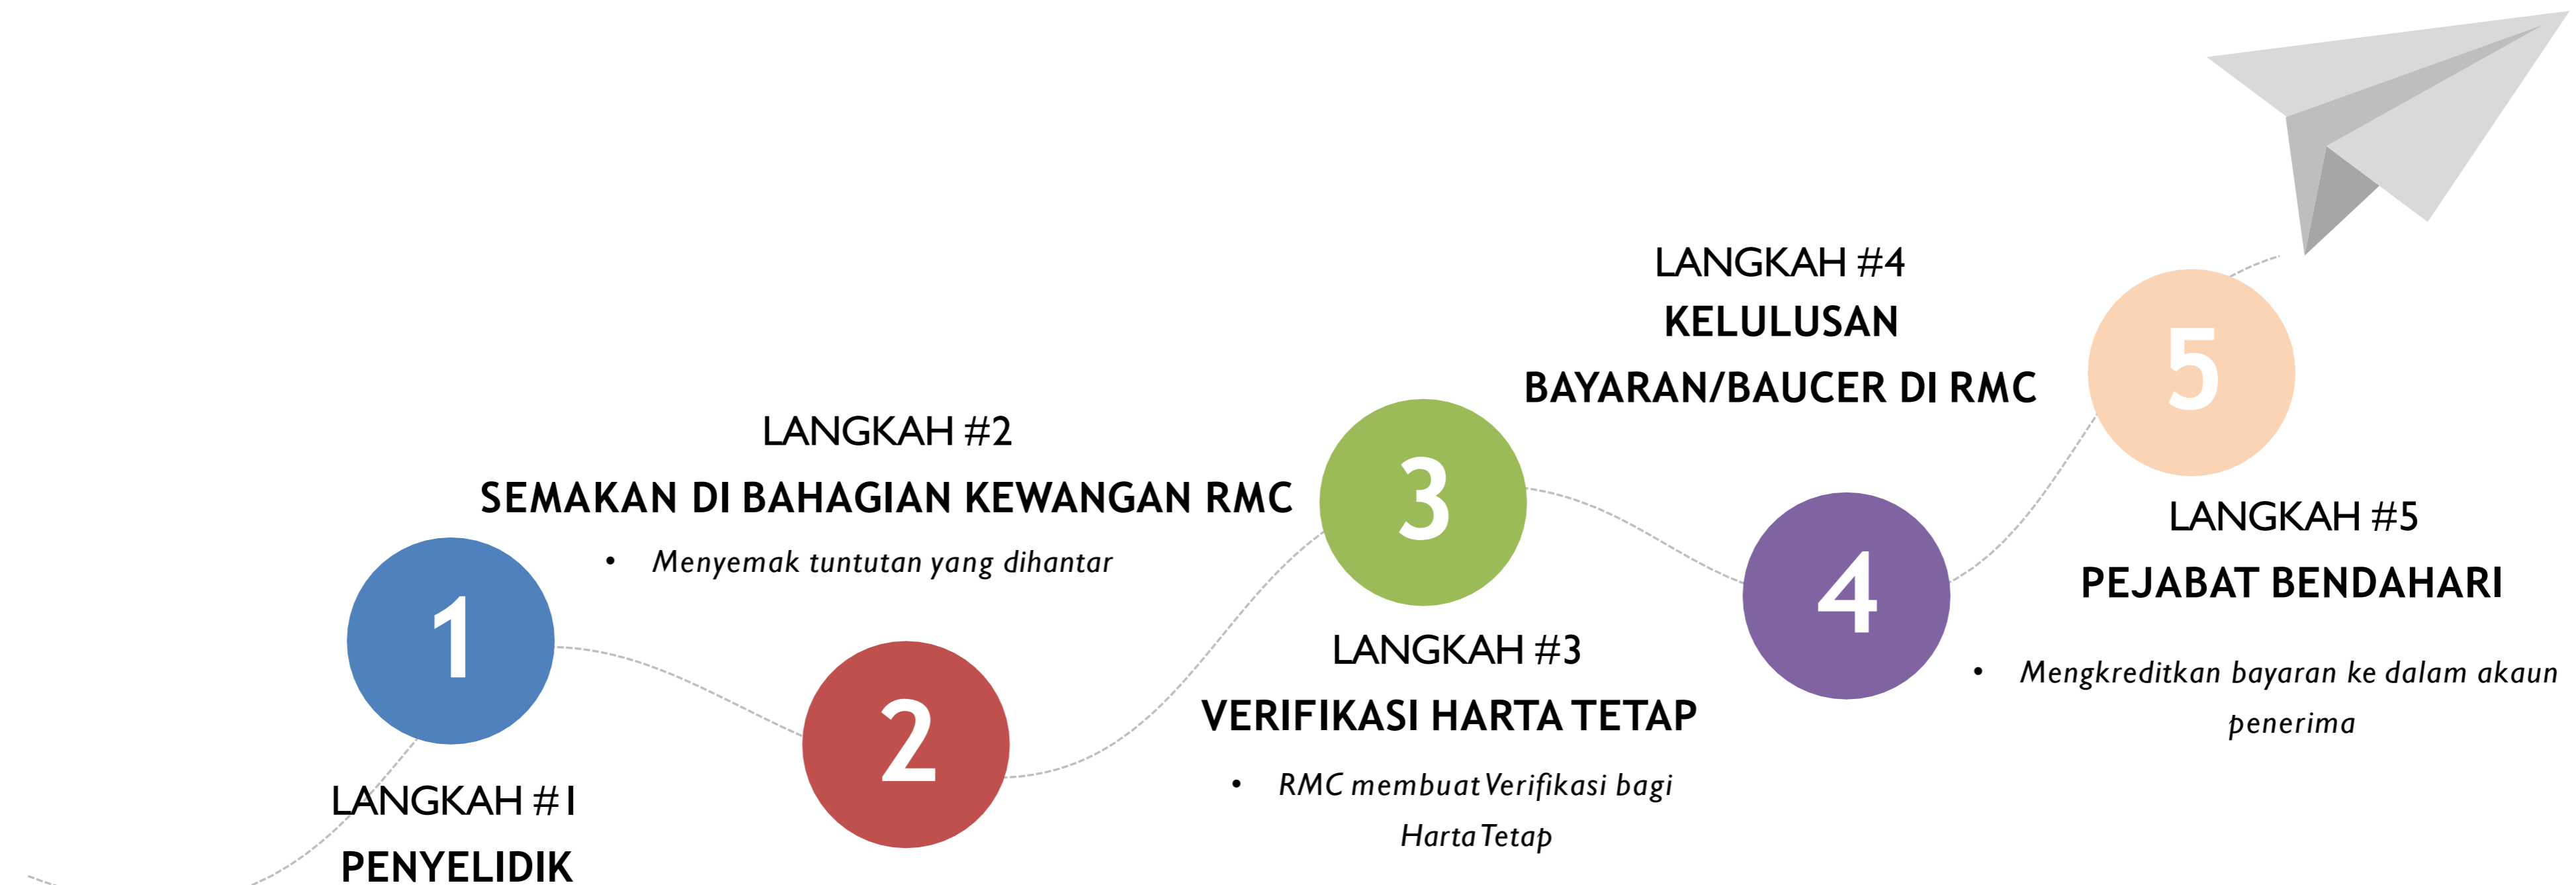 1
LANGKAH #1
PENYELIDIK
LANGKAH #2
SEMAKAN DI BAHAGIAN KEWANGAN RMC
• Menyemak tuntutan yang dihantar
2
3
LANGKAH #3
VERIFIKASI HARTA TETAP
• RMC membuat Verifikasi bagi
Harta Tetap
LANGKAH #4
KELULUSAN
BAYARAN/BAUCER DI RMC
4
5
LANGKAH #5
PEJABAT BENDAHARI
• Mengkreditkan bayaran ke dalam akaun
penerima